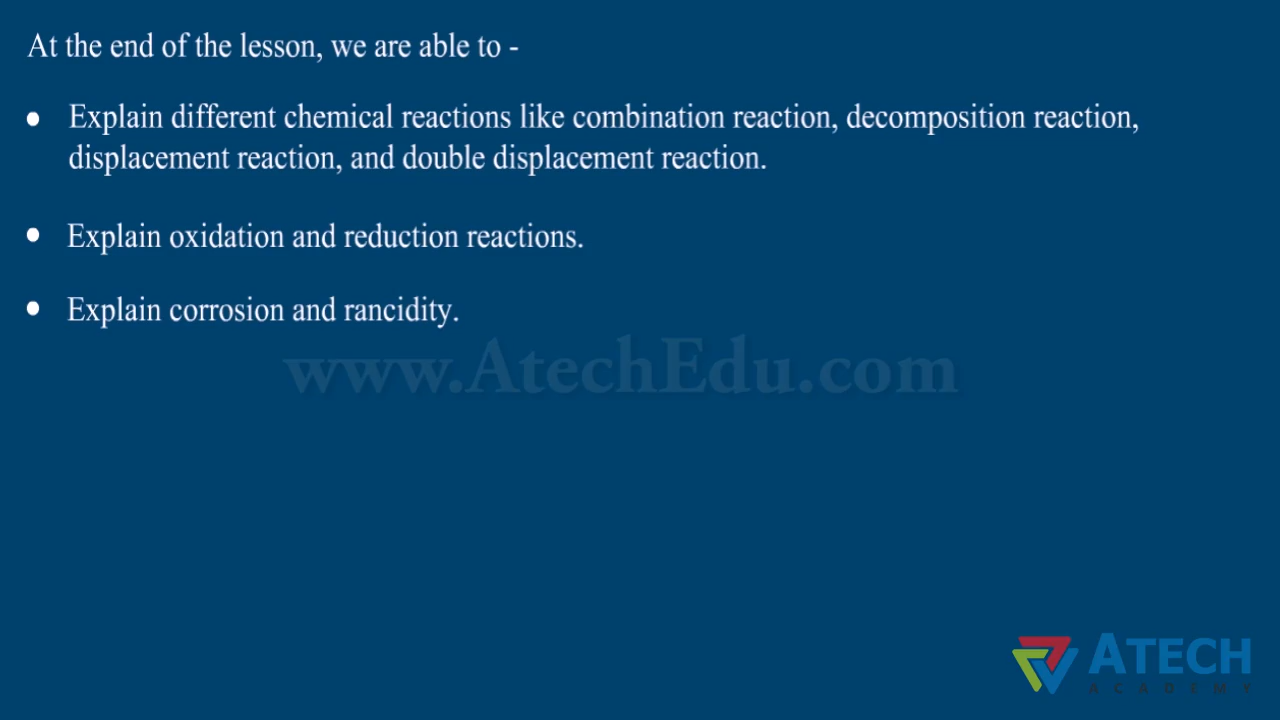 At the end of the lesson, we are able to -
• Explain different chemical reactions like combination reaction, decomposition reaction,
displacement reaction, and double displacement reaction.
• Explain oxidation and reduction reactions.
• Explain corrosion and rancidity.
www.AtechEdu.com
ATECH
ACADEMY